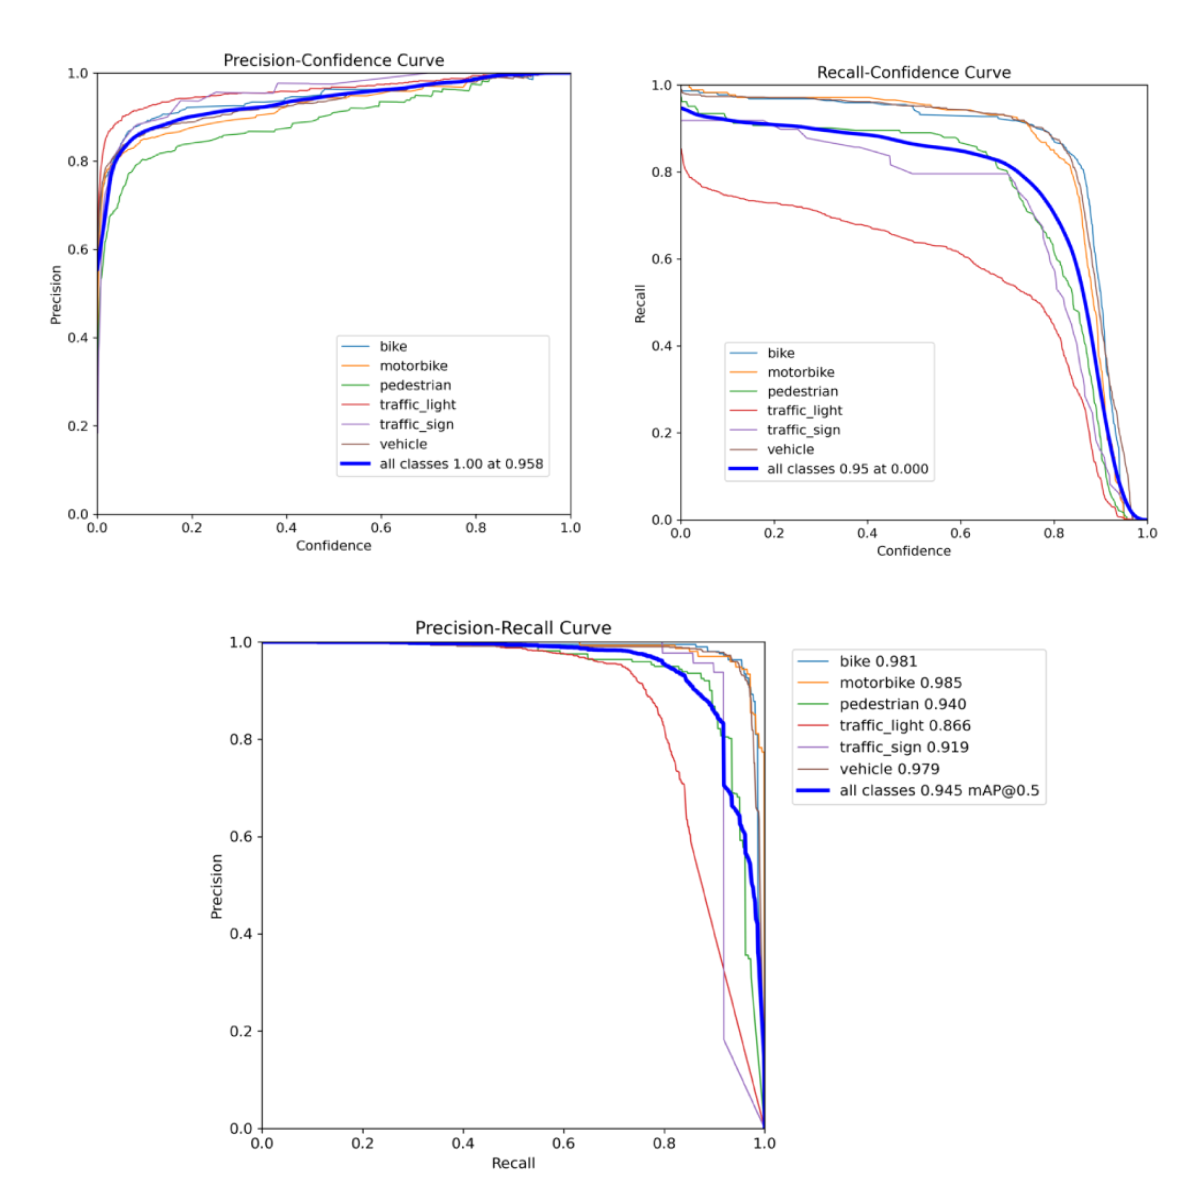 Precision-Confidence Curve
1.0
0.8
0.6
0.4
0.2
0.0
Precision
0.0 0.2 0.4 0.6 0.8 1.0
Confidence
bike
motorbike
pedestrian
traffic_light
traffic_sign
vehicle
all classes 1.00 at 0.958
Recall-Confidence Curve
1.0
0.8
0.6
0.4
0.2
0.0
Recall
0.0 0.2 0.4 0.6 0.8 1.0
Confidence
bike
motorbike
pedestrian
traffic_light
traffic_sign
vehicle
all classes 0.95 at 0.000
Precision-Recall Curve
1.0
0.8
0.6
0.4
0.2
0.0
Precision
0.0 0.2 0.4 0.6 0.8 1.0
Recall
bike 0.981
motorbike 0.985
pedestrian 0.940
traffic_light 0.866
traffic_sign 0.919
vehicle 0.979
all classes 0.945 mAP@0.5